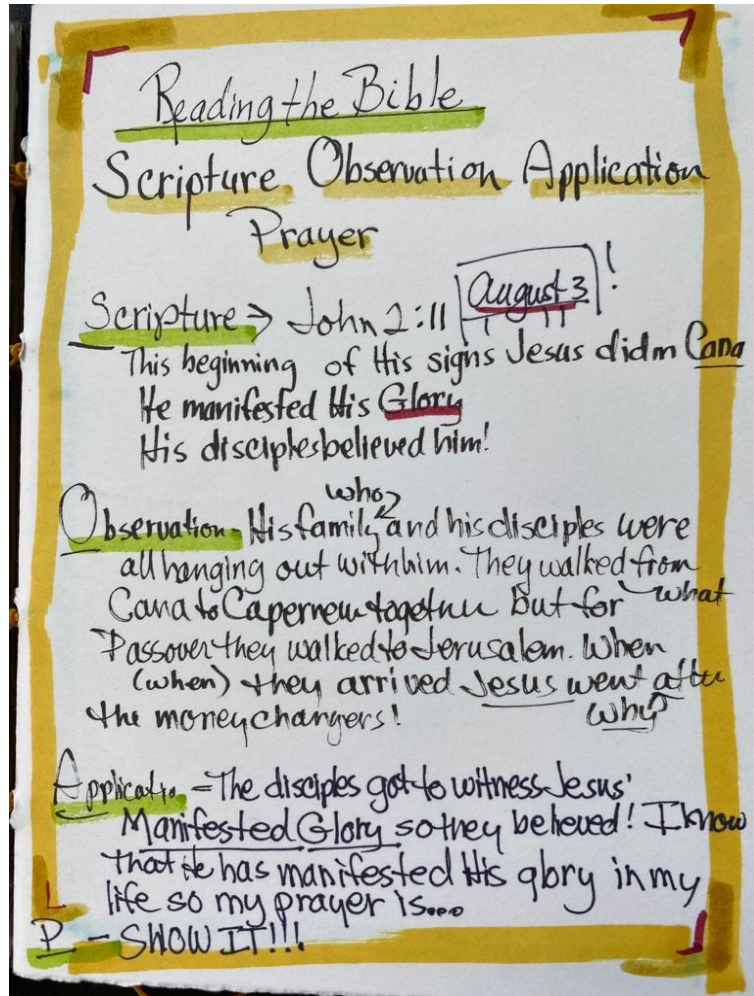 Reading the Bible
Scripture Observation Application
Prayer
Scripture → John 2:11 August 3!
This beginning of His signs Jesus did in Cana
He manifested His Glory
His disciples believed him!
who?
Observation - His family and his disciples were
all hanging out with him. They walked from
Cana to Caperneum together but for what
Passover they walked to Jerusalem. When
(when) they arrived Jesus went after
the money changers! Why?
Applicatio - The disciples got to witness Jesus'
Manifested Glory so they believed! I know
that He has manifested His glory in my
life so my prayer is...
P - SHOW IT!!!